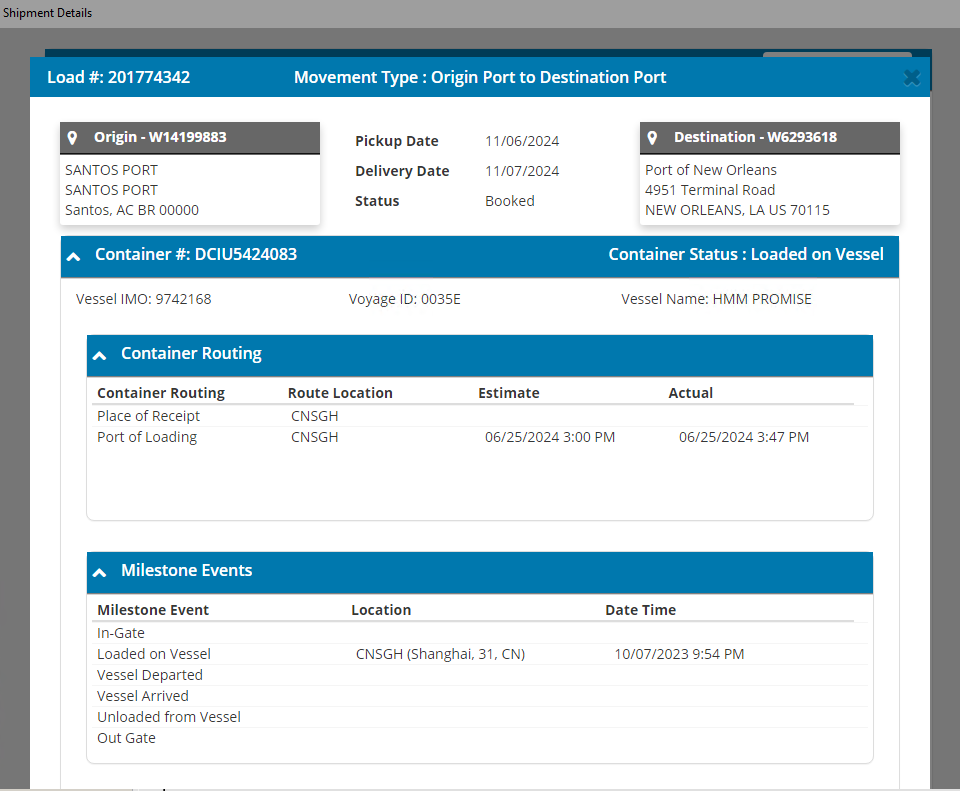 Shipment Details
Load #: 201774342 Movement Type : Origin Port to Destination Port
Origin - W14199883
SANTOS PORT
SANTOS PORT
Santos, AC BR 00000
Pickup Date 11/06/2024
Delivery Date 11/07/2024
Status Booked
Destination - W6293618
Port of New Orleans
4951 Terminal Road
NEW ORLEANS, LA US 70115
Container #: DCIU5424083 Container Status : Loaded on Vessel
Vessel IMO: 9742168 Voyage ID: 0035E Vessel Name: HMM PROMISE
Container Routing
Container Routing Route Location Estimate Actual
Place of Receipt CNSGH
Port of Loading CNSGH 06/25/2024 3:00 PM 06/25/2024 3:47 PM
Milestone Events
Milestone Event Location Date Time
In-Gate
Loaded on Vessel CNSGH (Shanghai, 31, CN) 10/07/2023 9:54 PM
Vessel Departed
Vessel Arrived
Unloaded from Vessel
Out Gate